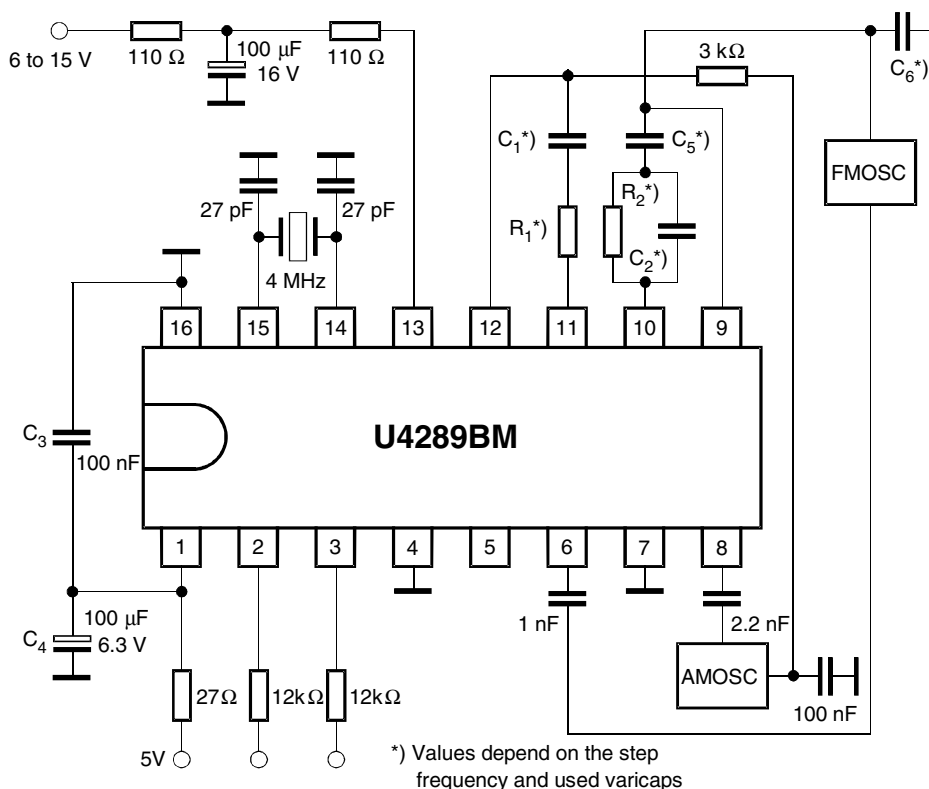 6 to 15 V
110 Ω
100 µF
16 V
110 Ω
3 kΩ
C6*)
C1*)
C5*)
FMOSC
27 pF
27 pF
R1*)
R2*)
C2*)
4 MHz
16 15 14 13 12 11 10 9
C3
100 nF
U4289BM
1 2 3 4 5 6 7 8
C4
100 µF
6.3 V
1 nF
2.2 nF
AMOSC
27Ω
12kΩ
12kΩ
100 nF
5V
*) Values depend on the step
frequency and used varicaps